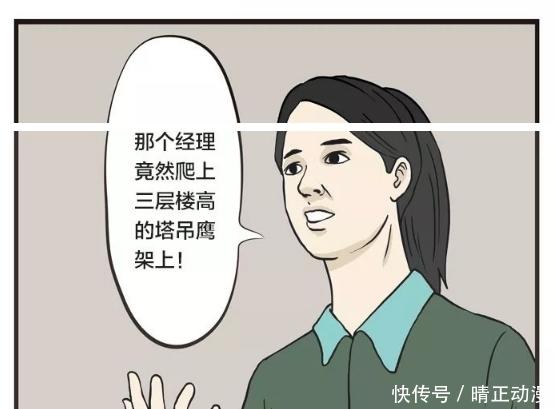 那个经理
竟然爬上
三层楼高
的塔吊鹰
架上！
快传号 / 晴正动漫